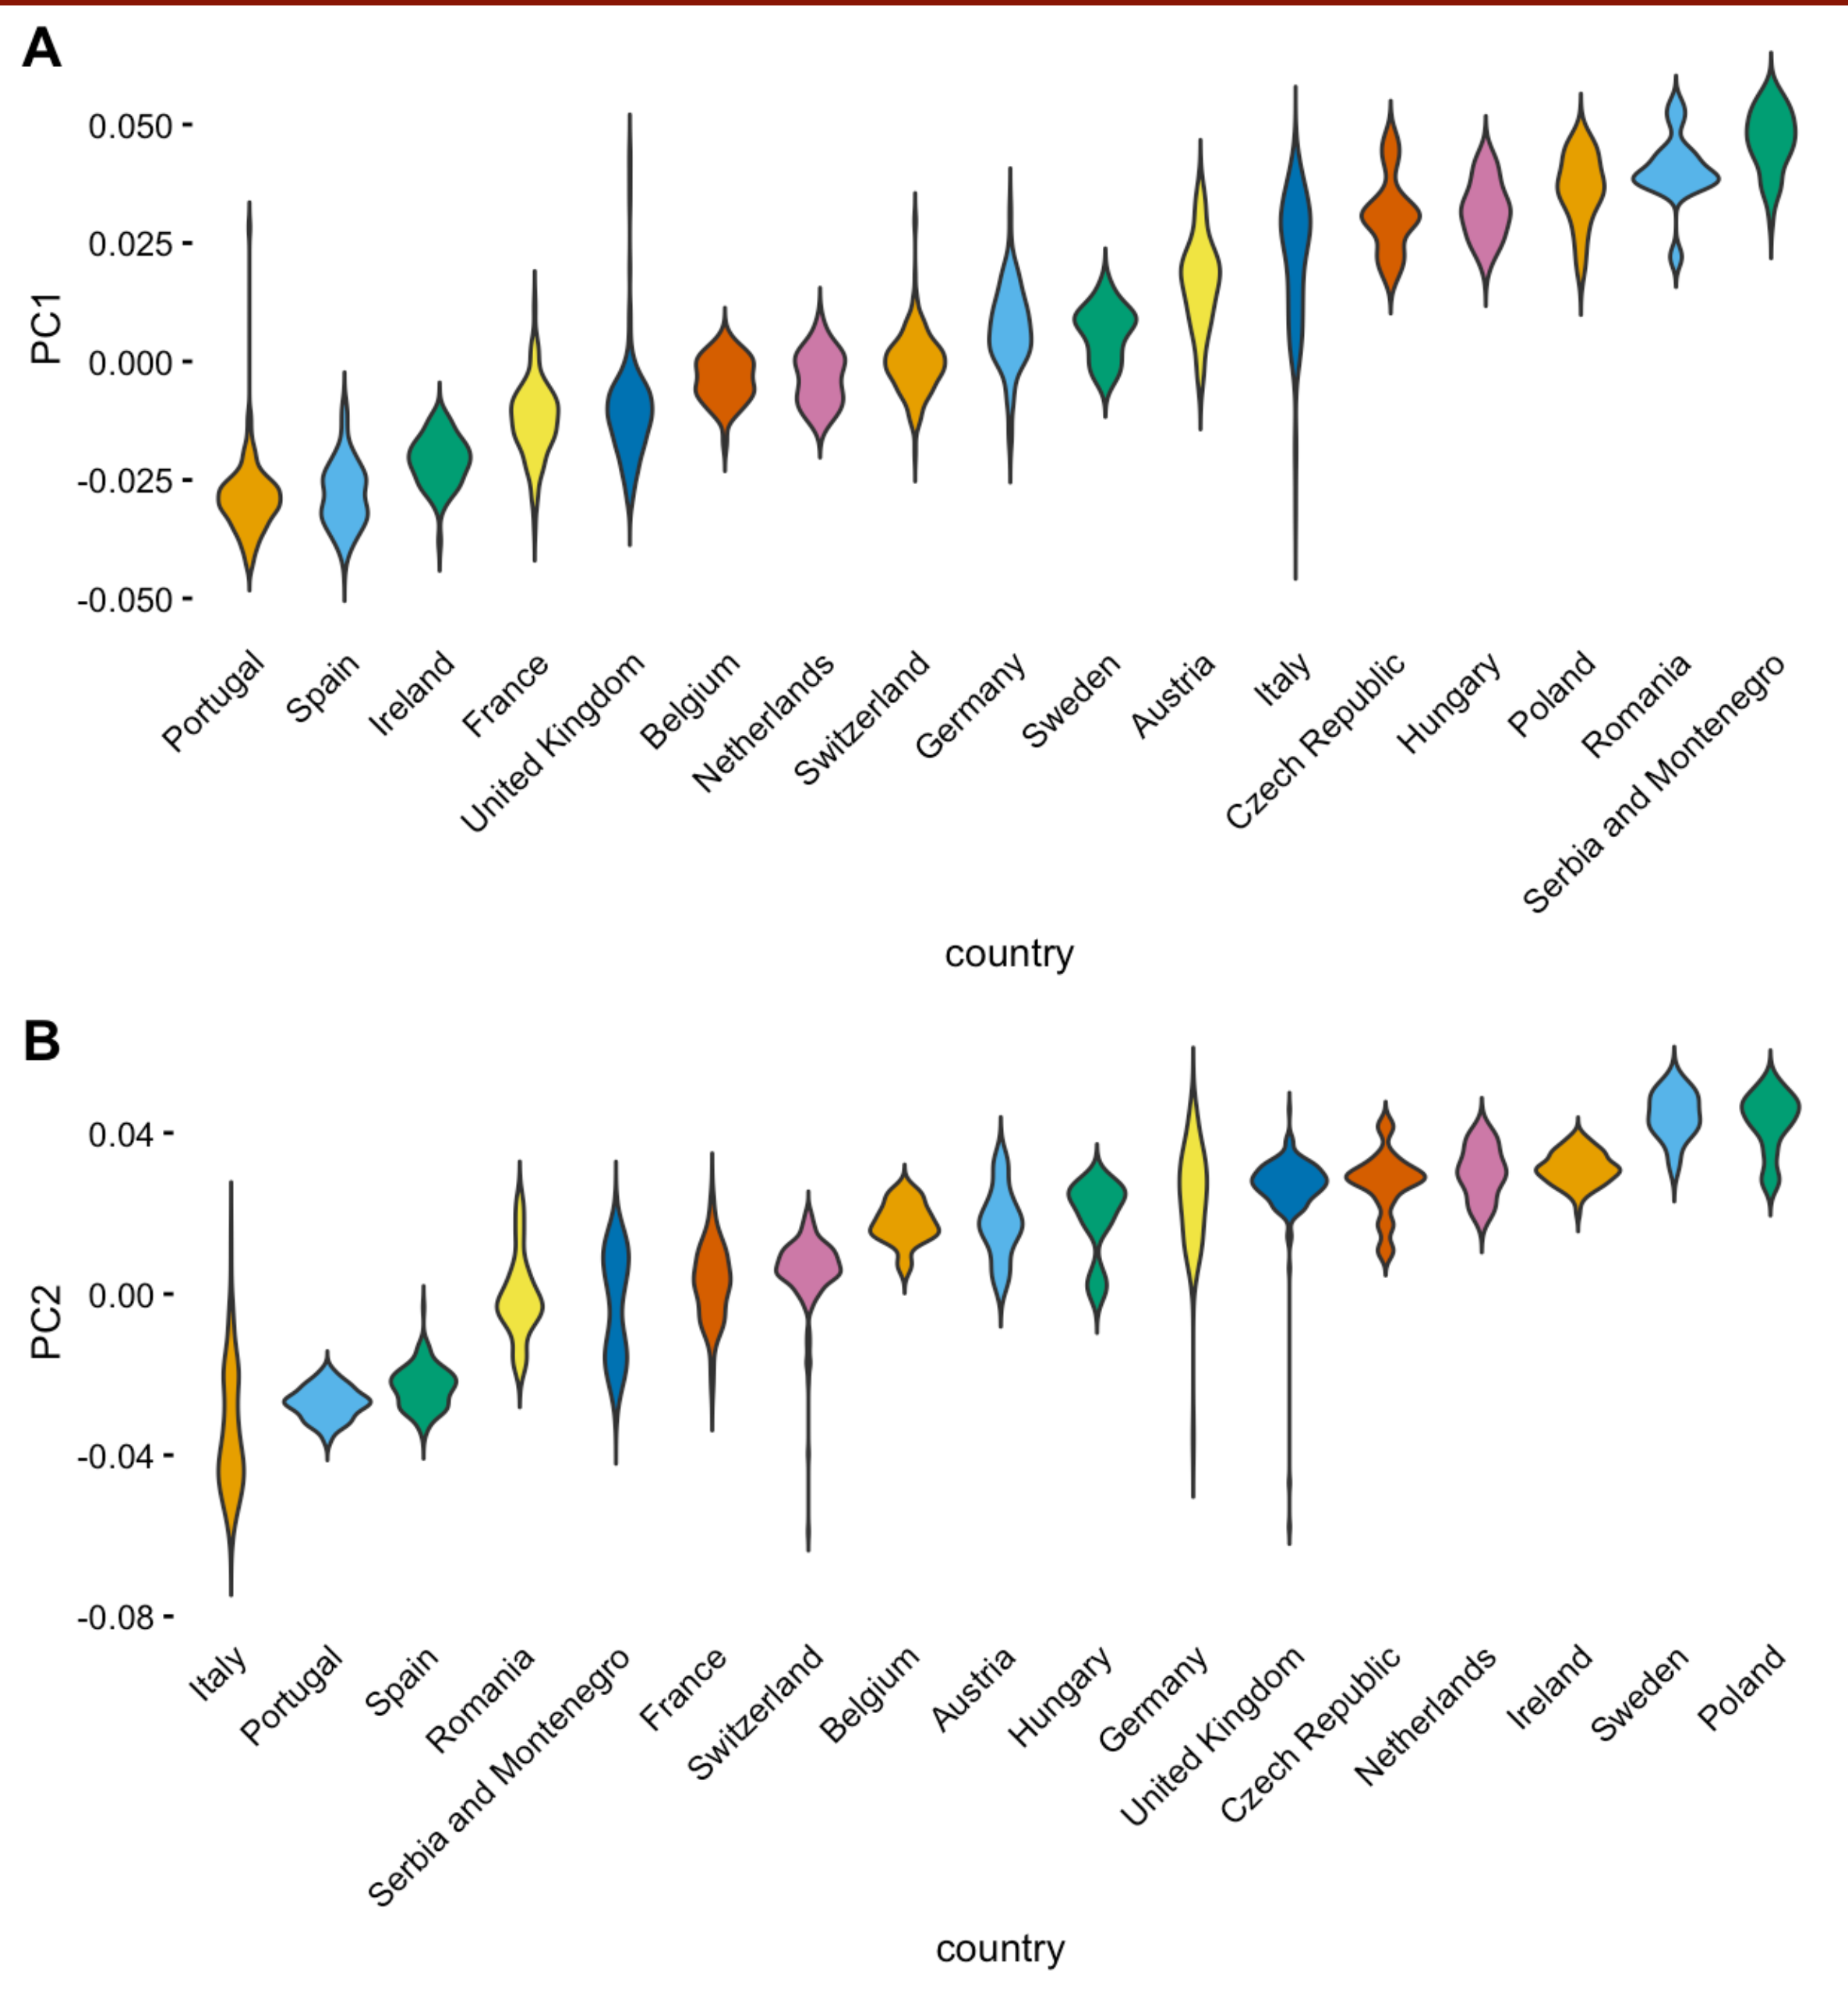 A
0.050
0.025
0.000
-0.025
-0.050
PC1
Portugal
Spain
Ireland
France
United Kingdom
Belgium
Netherlands
Switzerland
Germany
Sweden
Austria
Italy
Czech Republic
Hungary
Poland
Romania
Serbia and Montenegro
country
B
0.04
0.00
-0.04
-0.08
PC2
Italy
Portugal
Spain
Romania
Serbia and Montenegro
France
Switzerland
Belgium
Austria
Hungary
Germany
United Kingdom
Czech Republic
Netherlands
Ireland
Sweden
Poland
country